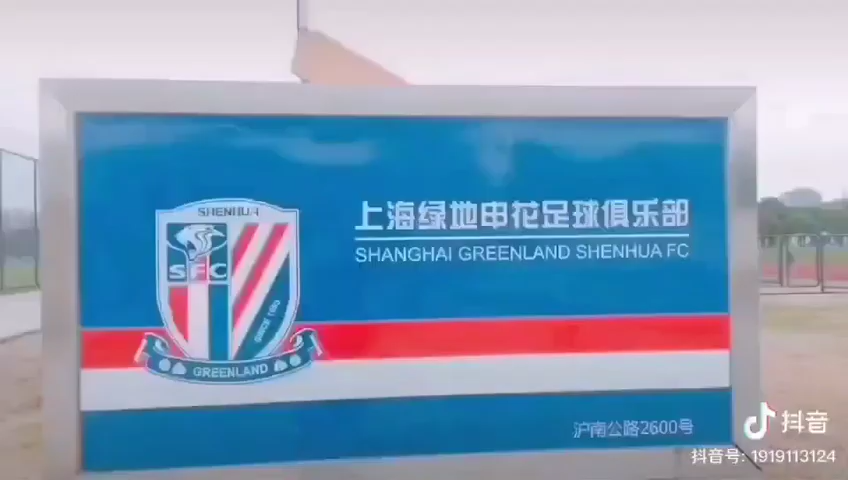 SHENHUA
SFC
SINCE 1993
GREENLAND
上海绿地申花足球俱乐部
SHANGHAI GREENLAND SHENHUA FC
沪南公路2600号
抖音
抖音号: 1919113124